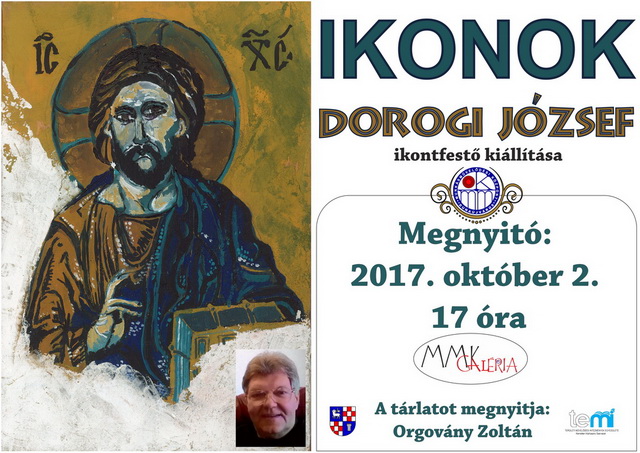 IC
XC
IKONOK
DOROGI JÓZSEF
ikontfestő kiállítása
Megnyitó:
2017. október 2.
17 óra
MMK
GALÉRIA
A tárlatot megnyitja:
Orgovány Zoltán
temi